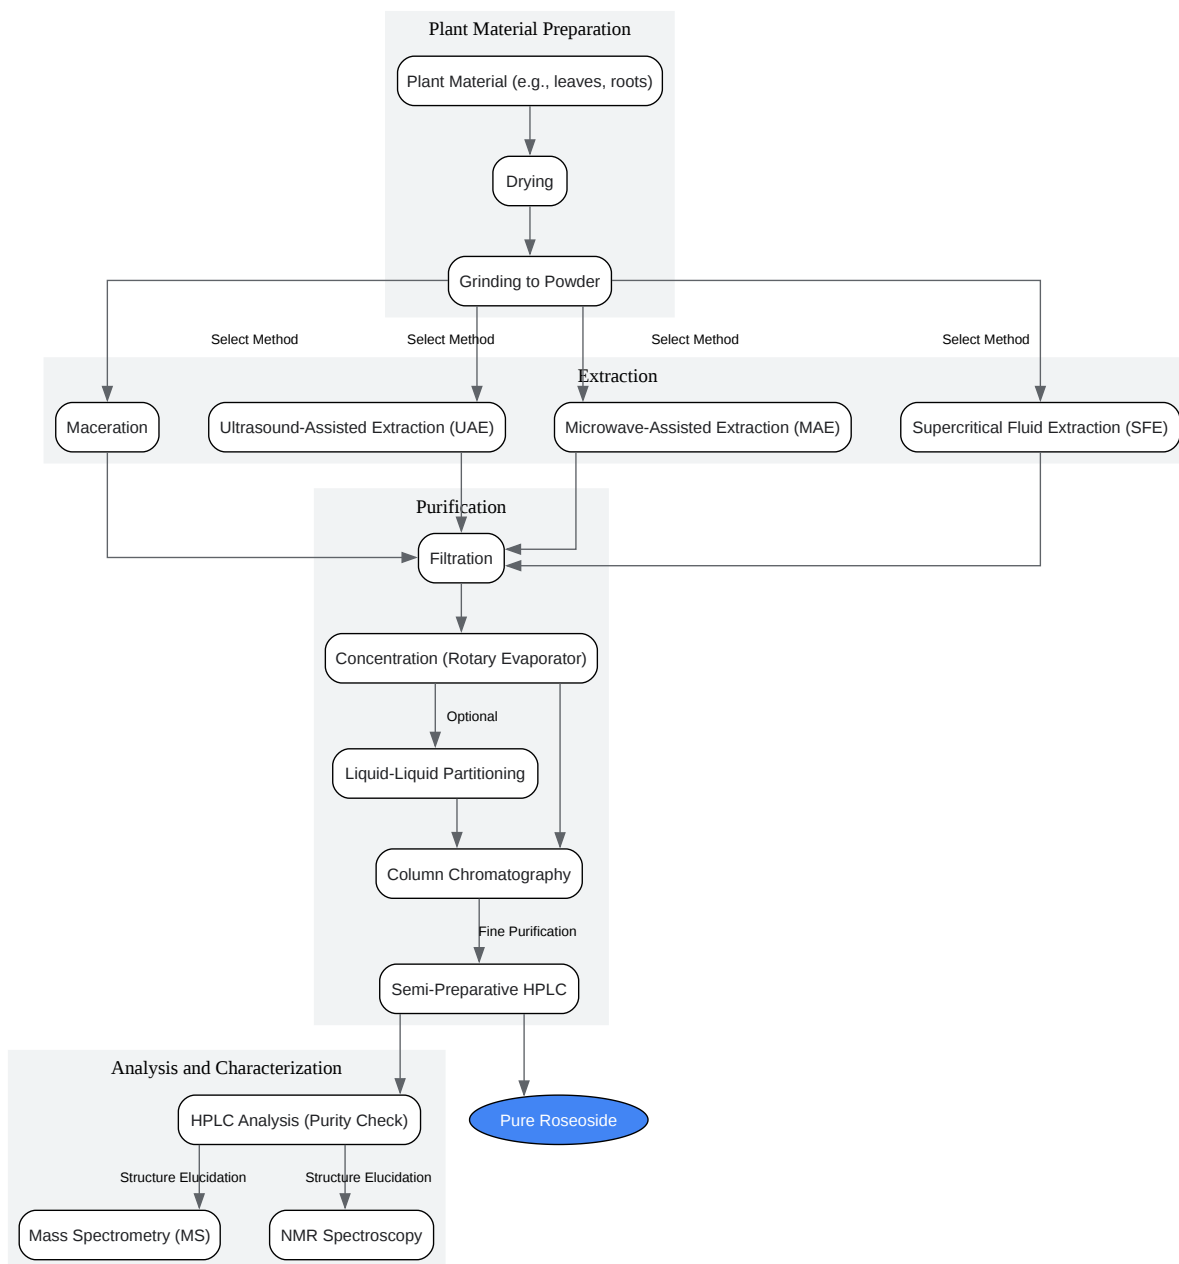 Plant Material Preparation
Plant Material (e.g., leaves, roots)
Drying
Grinding to Powder
Select Method
Select Method
Select Method
Select Method
Extraction
Maceration
Ultrasound-Assisted Extraction (UAE)
Microwave-Assisted Extraction (MAE)
Supercritical Fluid Extraction (SFE)
Purification
Filtration
Concentration (Rotary Evaporator)
Optional
Liquid-Liquid Partitioning
Column Chromatography
Fine Purification
Semi-Preparative HPLC
Analysis and Characterization
HPLC Analysis (Purity Check)
Pure Roseoside
Structure Elucidation
Structure Elucidation
Mass Spectrometry (MS)
NMR Spectroscopy